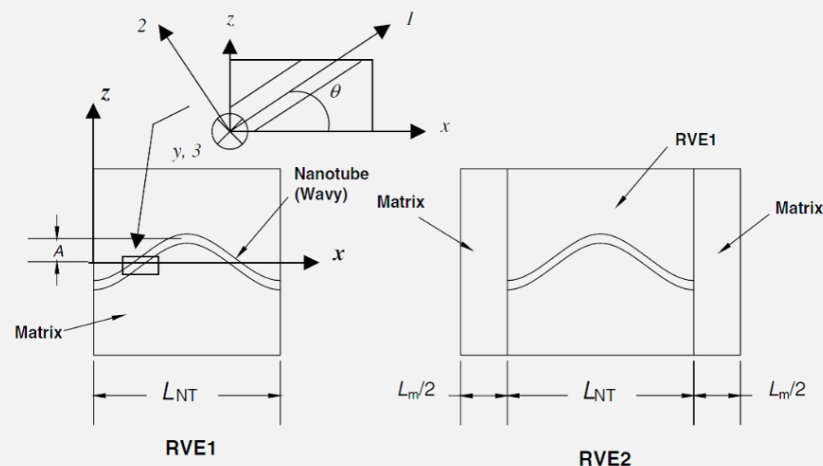 2
z
1
θ
x
y, 3
z
Nanotube
(Wavy)
A
x
Matrix
L_NT
RVE1
RVE1
Matrix
Matrix
L_m/2
L_NT
L_m/2
RVE2